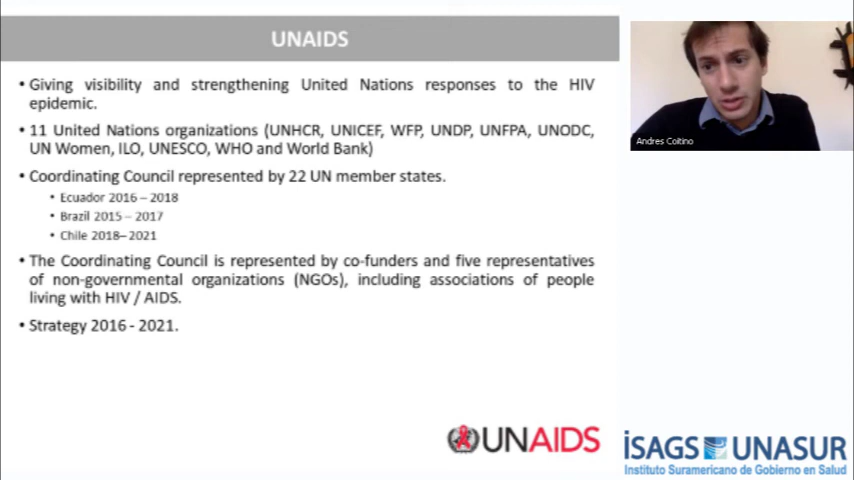 UNAIDS
• Giving visibility and strengthening United Nations responses to the HIV
epidemic.
• 11 United Nations organizations (UNHCR, UNICEF, WFP, UNDP, UNFPA, UNODC,
UN Women, ILO, UNESCO, WHO and World Bank)
• Coordinating Council represented by 22 UN member states.
• Ecuador 2016 – 2018
• Brazil 2015 – 2017
• Chile 2018– 2021
• The Coordinating Council is represented by co-funders and five representatives
of non-governmental organizations (NGOs), including associations of people
living with HIV / AIDS.
• Strategy 2016 - 2021.
Andres Coitino
UNAIDS
iSAGS UNASUR
Instituto Suramericano de Gobierno en Salud